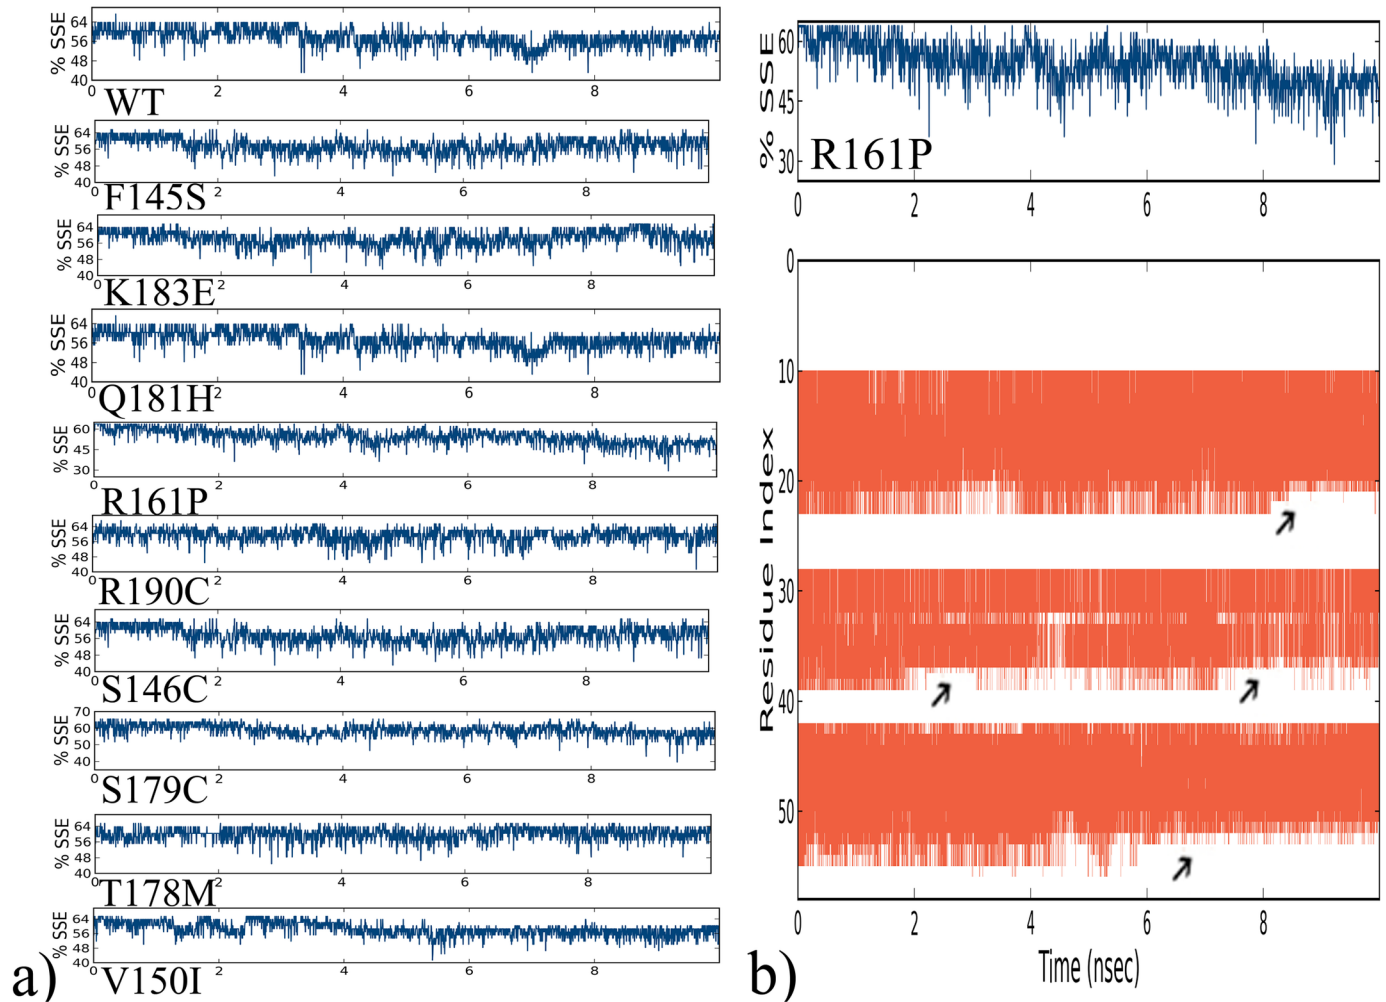 % SSE
64
56
48
40
0 2 4 6 8
WT
% SSE
64
56
48
40
0 2 4 6 8
F145S
% SSE
64
56
48
40
0 2 4 6 8
K183E
% SSE
64
56
48
40
0 2 4 6 8
Q181H
% SSE
60
45
30
0 2 4 6 8
R161P
% SSE
64
56
48
40
0 2 4 6 8
R190C
% SSE
64
56
48
40
0 2 4 6 8
S146C
% SSE
70
60
50
40
0 2 4 6 8
S179C
% SSE
64
56
48
40
0 2 4 6 8
T178M
% SSE
64
56
48
40
0 2 4 6 8
V150I
a)
% SSE
60
45
30
R161P
0 2 4 6 8
Residue Index
0
10
20
30
40
50
0 2 4 6 8
Time (nsec)
b)